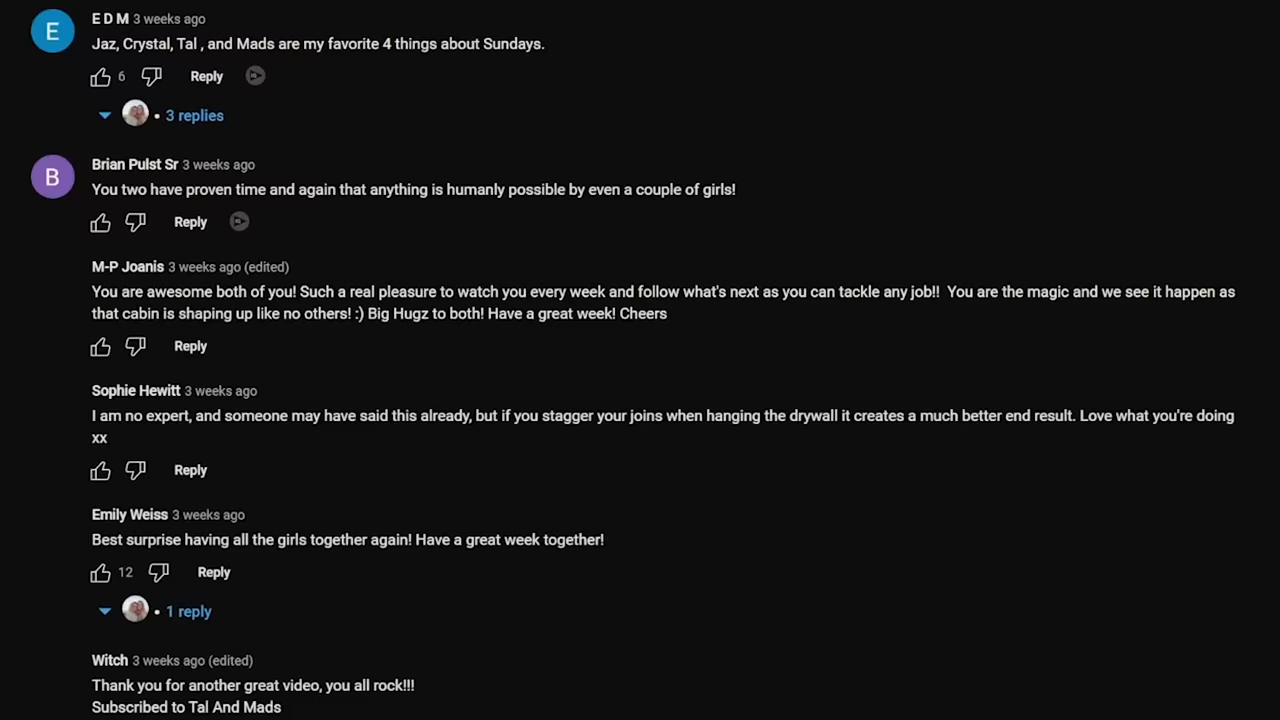 E
E D M 3 weeks ago
Jaz, Crystal, Tal , and Mads are my favorite 4 things about Sundays.
6 Reply
• 3 replies
B
Brian Pulst Sr 3 weeks ago
You two have proven time and again that anything is humanly possible by even a couple of girls!
Reply
M-P Joanis 3 weeks ago (edited)
You are awesome both of you! Such a real pleasure to watch you every week and follow what's next as you can tackle any job!! You are the magic and we see it happen as
that cabin is shaping up like no others! :) Big Hugz to both! Have a great week! Cheers
Reply
Sophie Hewitt 3 weeks ago
I am no expert, and someone may have said this already, but if you stagger your joins when hanging the drywall it creates a much better end result. Love what you're doing
xx
Reply
Emily Weiss 3 weeks ago
Best surprise having all the girls together again! Have a great week together!
12 Reply
• 1 reply
Witch 3 weeks ago (edited)
Thank you for another great video, you all rock!!!
Subscribed to Tal And Mads